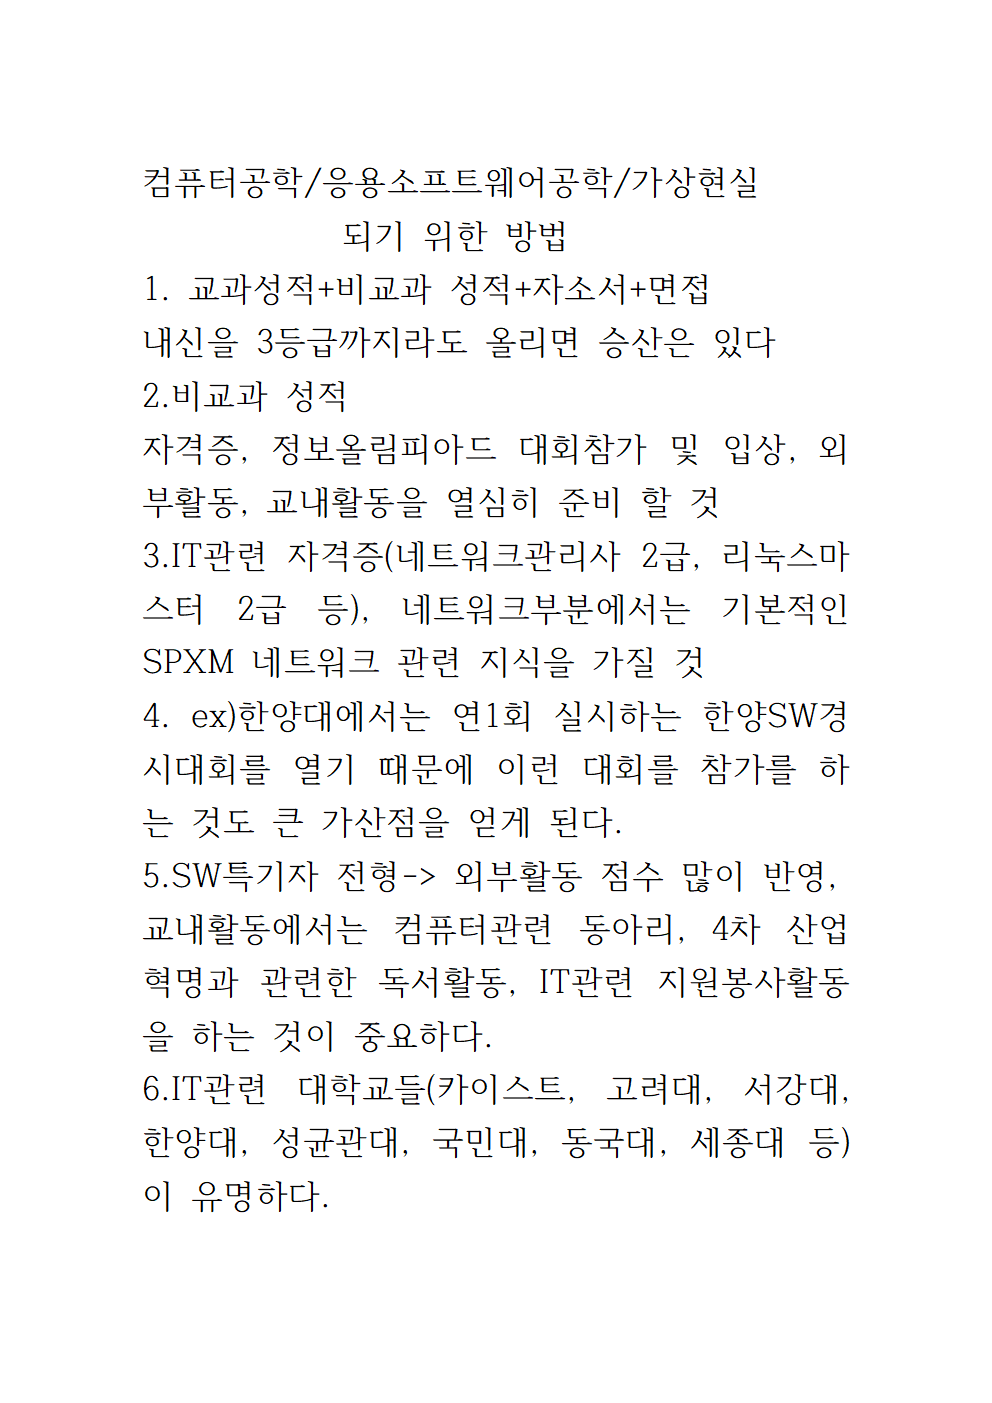 컴퓨터공학/응용소프트웨어공학/가상현실
되기 위한 방법
1. 교과성적+비교과 성적+자소서+면접
내신을 3등급까지라도 올리면 승산은 있다
2.비교과 성적
자격증, 정보올림피아드 대회참가 및 입상, 외
부활동, 교내활동을 열심히 준비 할 것
3.IT관련 자격증(네트워크관리사 2급, 리눅스마
스터 2급 등), 네트워크부분에서는 기본적인
SPXM 네트워크 관련 지식을 가질 것
4. ex)한양대에서는 연1회 실시하는 한양SW경
시대회를 열기 때문에 이런 대회를 참가를 하
는 것도 큰 가산점을 얻게 된다.
5.SW특기자 전형-> 외부활동 점수 많이 반영,
교내활동에서는 컴퓨터관련 동아리, 4차 산업
혁명과 관련한 독서활동, IT관련 지원봉사활동
을 하는 것이 중요하다.
6.IT관련 대학교들(카이스트, 고려대, 서강대,
한양대, 성균관대, 국민대, 동국대, 세종대 등)
이 유명하다.